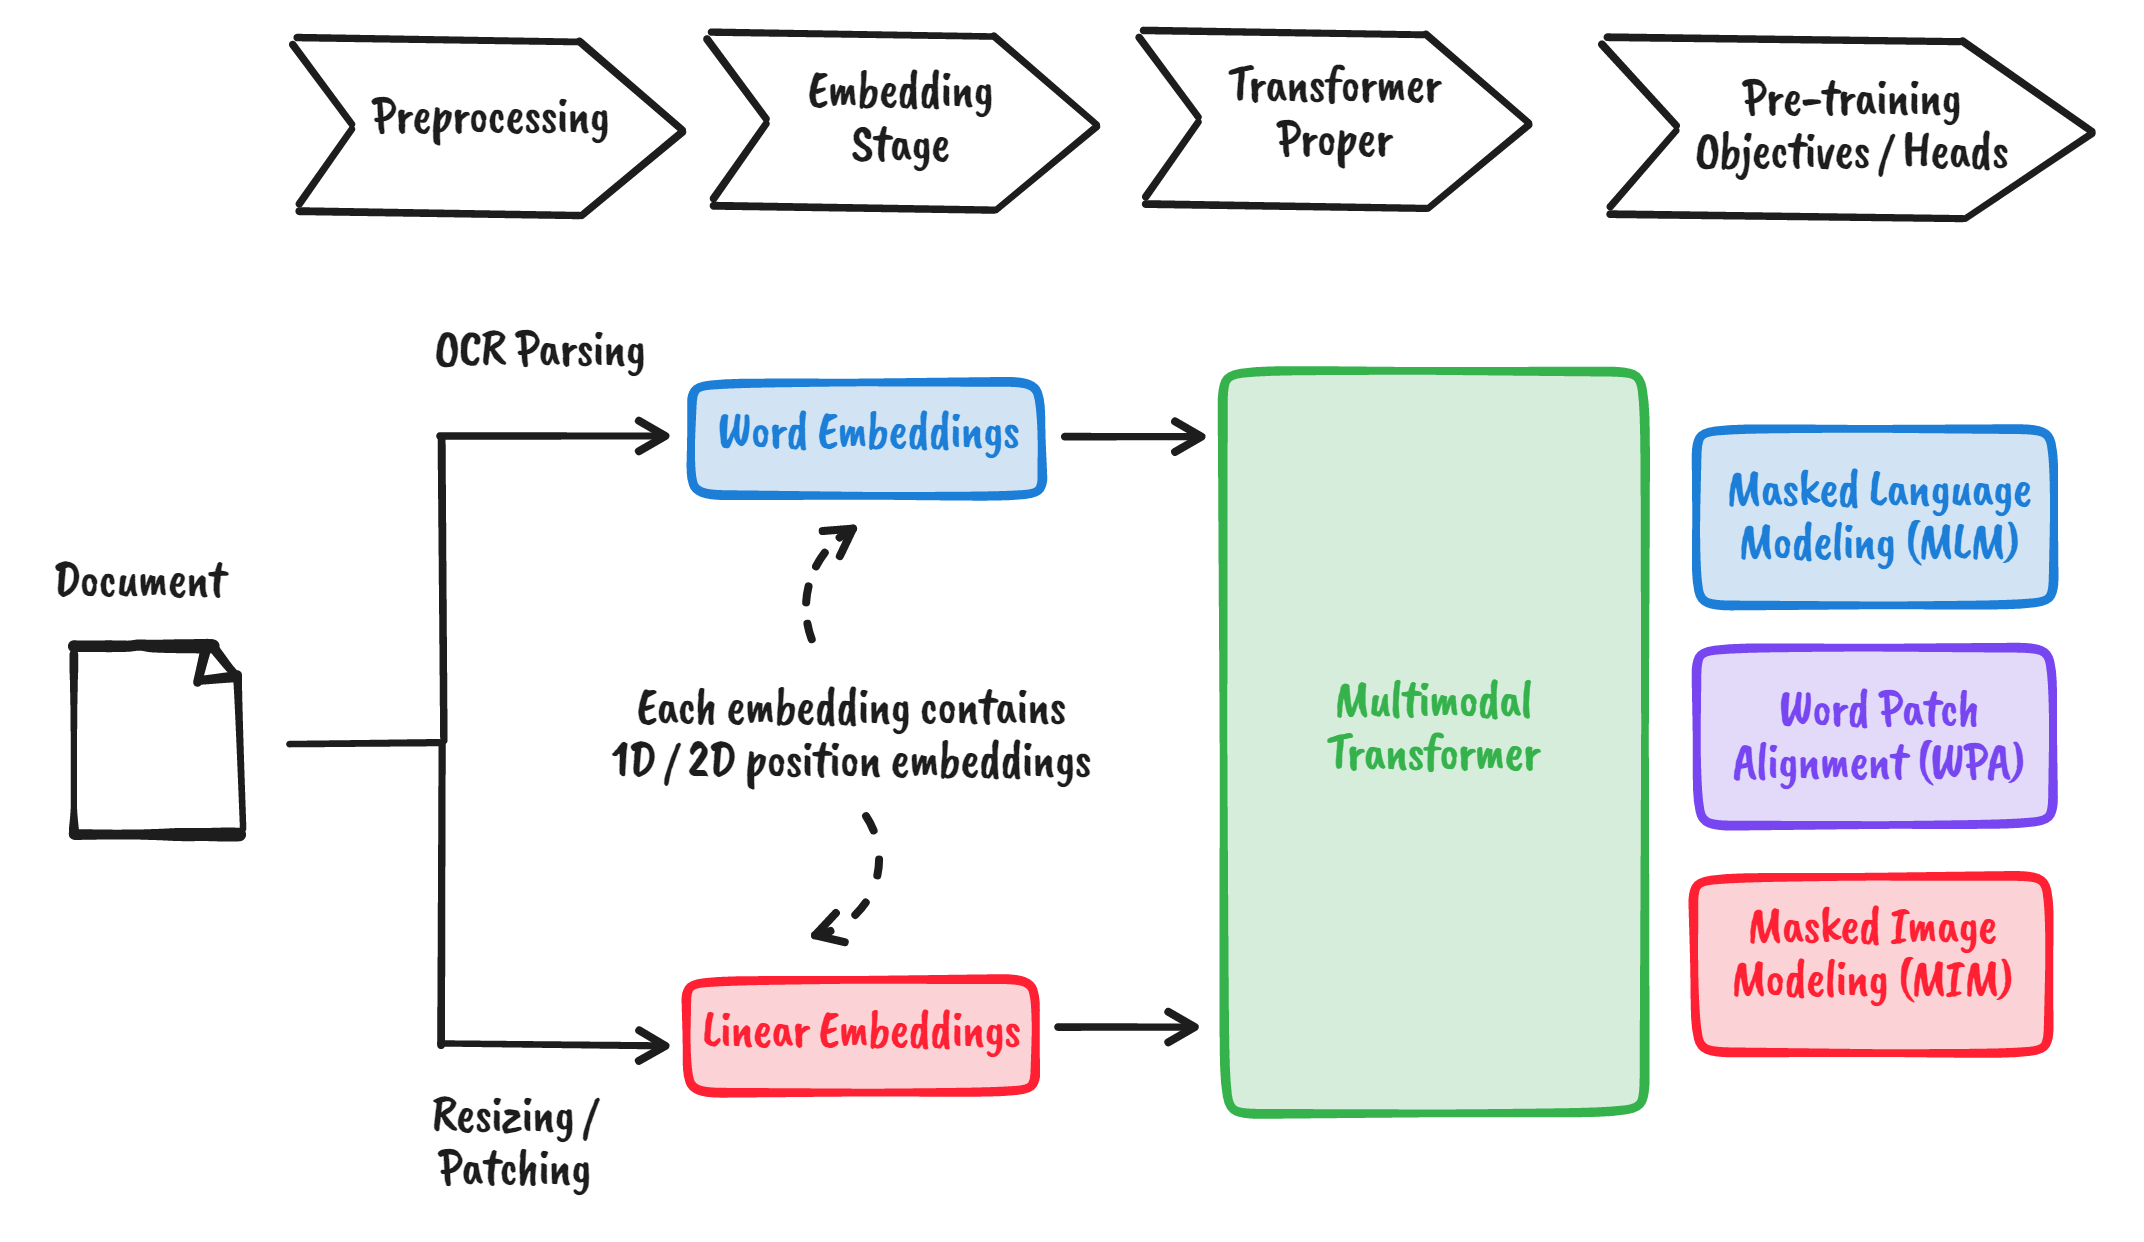 Preprocessing
Embedding
Stage
Transformer
Proper
Pre-training
Objectives / Heads
OCR Parsing
Word Embeddings
Document
Each embedding contains
1D / 2D position embeddings
Linear Embeddings
Resizing /
Patching
Multimodal
Transformer
Masked Language
Modeling (MLM)
Word Patch
Alignment (WPA)
Masked Image
Modeling (MIM)